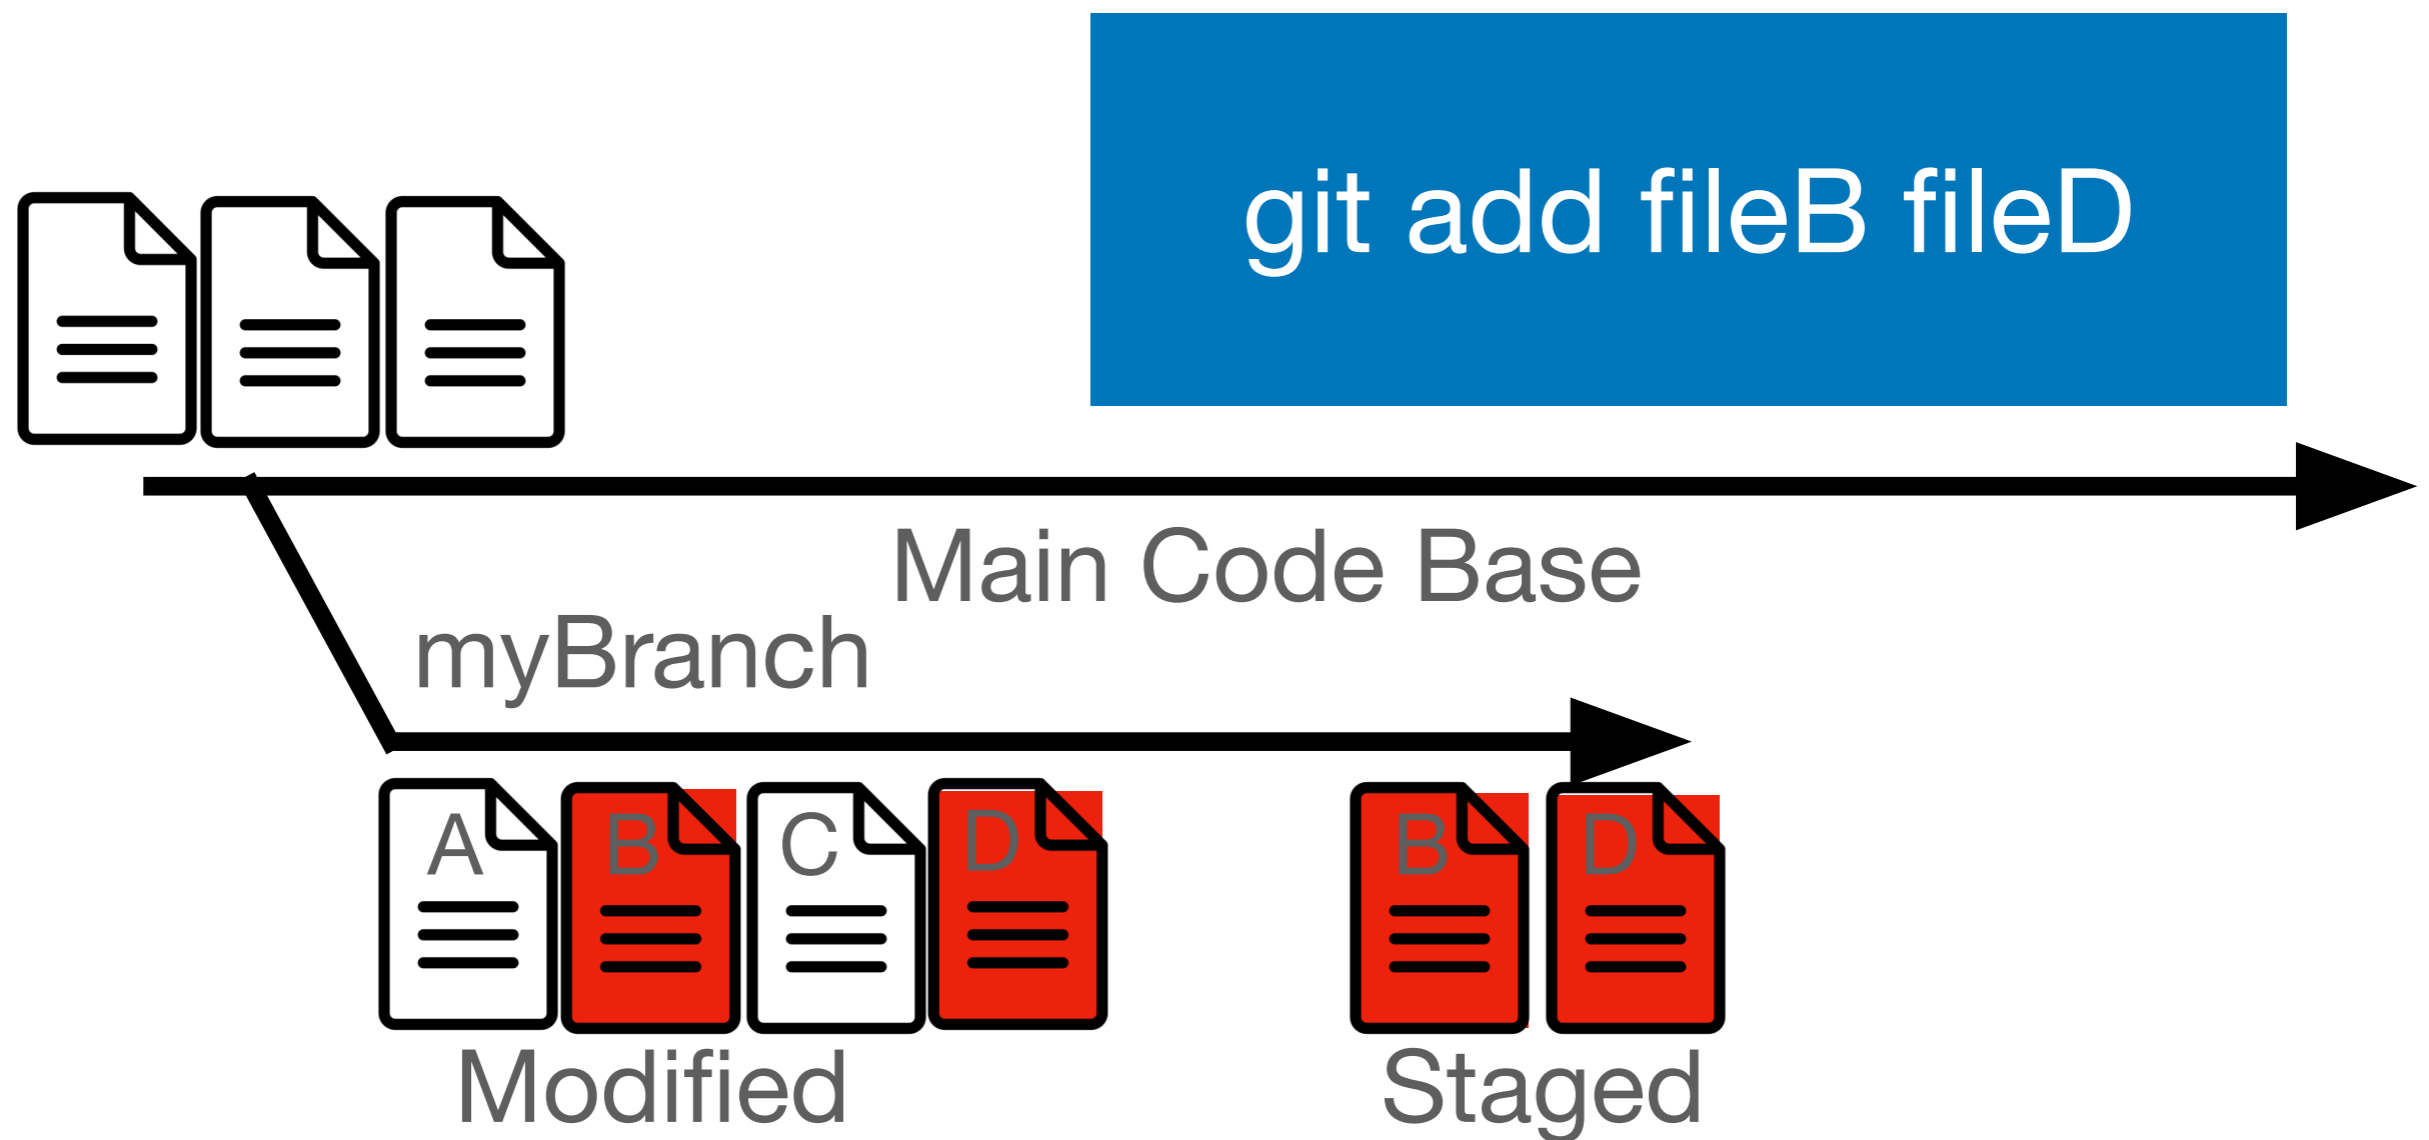 git add fileB fileD
Main Code Base
myBranch
A B C D
B D
Modified
Staged